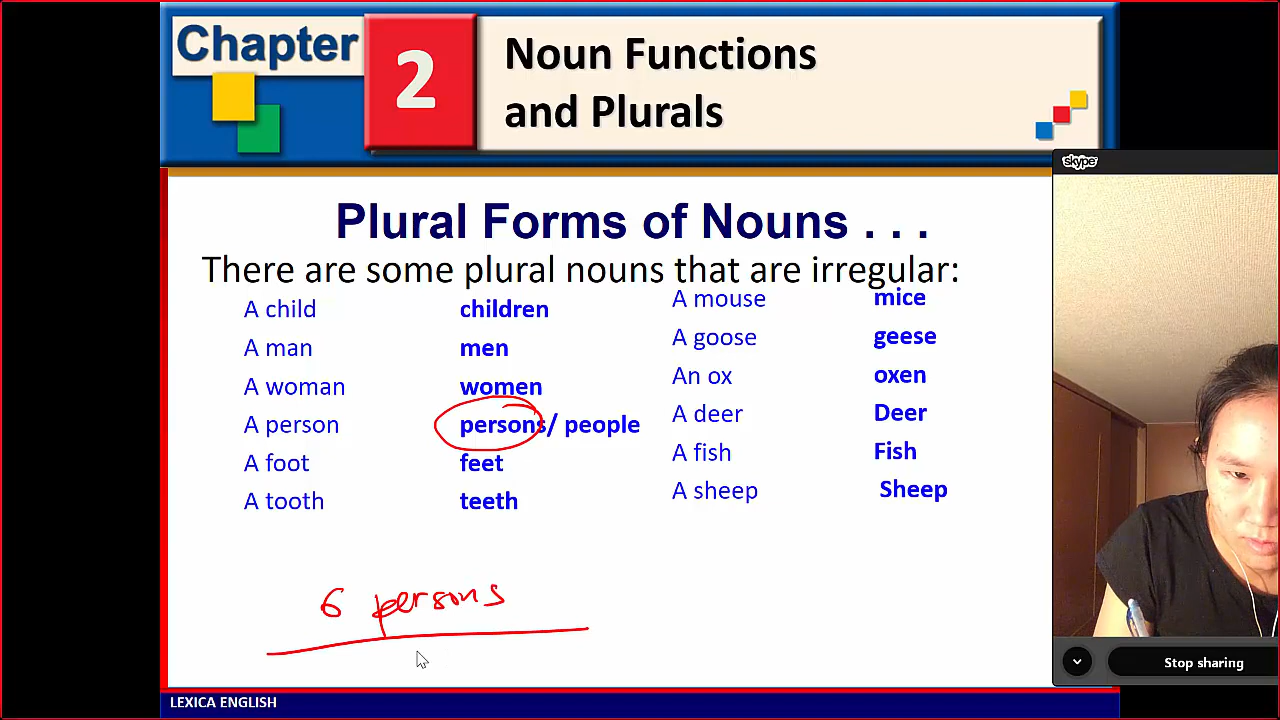 Chapter
2
Noun Functions
and Plurals
skype
Plural Forms of Nouns . . .
There are some plural nouns that are irregular:
A child children
A man men
A woman women
A person persons/ people
A foot feet
A tooth teeth
A mouse mice
A goose geese
An ox oxen
A deer Deer
A fish Fish
A sheep Sheep
6 persons
Stop sharing
LEXICA ENGLISH